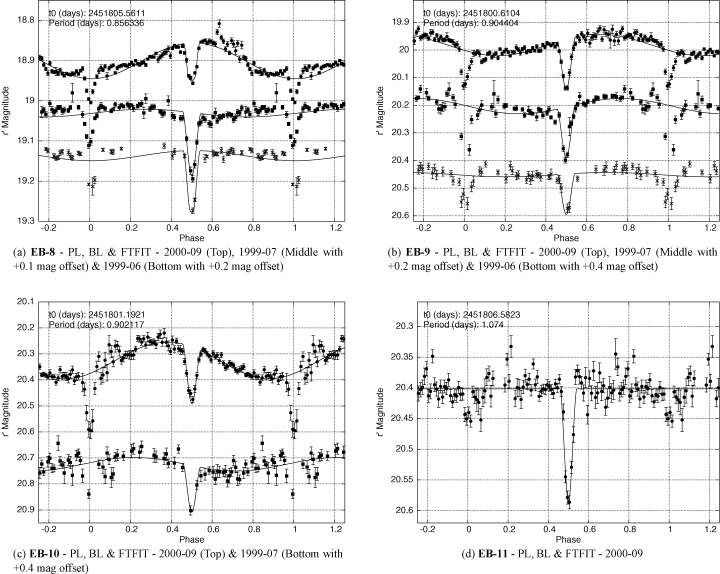 t0 (days): 2451805.5611
Period (days): 0.856336
18.8
18.9
19
19.1
19.2
19.3
r' Magnitude
-0.2 0 0.2 0.4 0.6 0.8 1 1.2
Phase
(a) EB-8 - PL, BL & FTFIT - 2000-09 (Top), 1999-07 (Middle with
+0.1 mag offset) & 1999-06 (Bottom with +0.2 mag offset)
t0 (days): 2451800.6104
Period (days): 0.904404
19.9
20
20.1
20.2
20.3
20.4
20.5
20.6
r' Magnitude
-0.2 0 0.2 0.4 0.6 0.8 1 1.2
Phase
(b) EB-9 - PL, BL & FTFIT - 2000-09 (Top), 1999-07 (Middle with
+0.2 mag offset) & 1999-06 (Bottom with +0.4 mag offset)
t0 (days): 2451801.1921
Period (days): 0.902117
20.1
20.2
20.3
20.4
20.5
20.6
20.7
20.8
20.9
r' Magnitude
-0.2 0 0.2 0.4 0.6 0.8 1 1.2
Phase
(c) EB-10 - PL, BL & FTFIT - 2000-09 (Top) & 1999-07 (Bottom with
+0.4 mag offset)
t0 (days): 2451806.5823
Period (days): 1.074
20.3
20.35
20.4
20.45
20.5
20.55
20.6
r' Magnitude
-0.2 0 0.2 0.4 0.6 0.8 1 1.2
Phase
(d) EB-11 - PL, BL & FTFIT - 2000-09